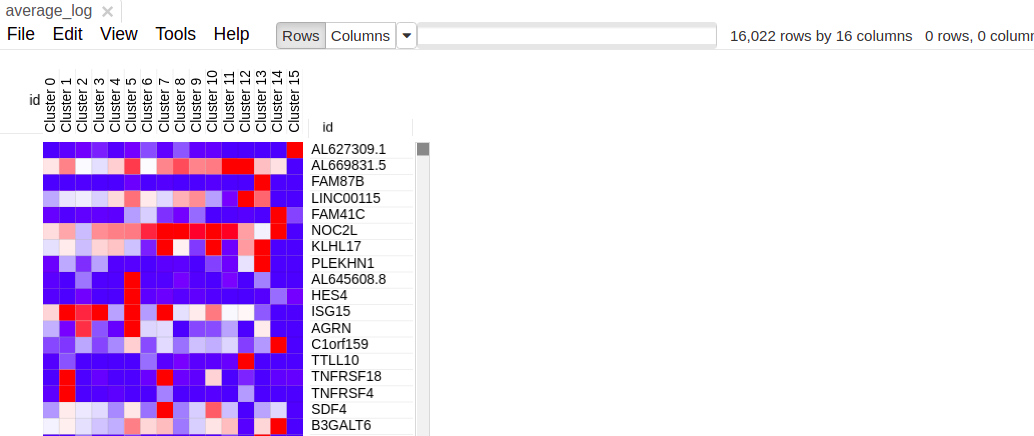 average_log ×
File Edit View Tools Help Rows Columns 16,022 rows by 16 columns 0 rows, 0 colum
id Cluster 0 Cluster 1 Cluster 2 Cluster 3 Cluster 4 Cluster 5 Cluster 6 Cluster 7 Cluster 8 Cluster 9 Cluster 10 Cluster 11 Cluster 12 Cluster 13 Cluster 14 Cluster 15 id
AL627309.1
AL669831.5
FAM87B
LINC00115
FAM41C
NOC2L
KLHL17
PLEKHN1
AL645608.8
HES4
ISG15
AGRN
C1orf159
TTLL10
TNFRSF18
TNFRSF4
SDF4
B3GALT6